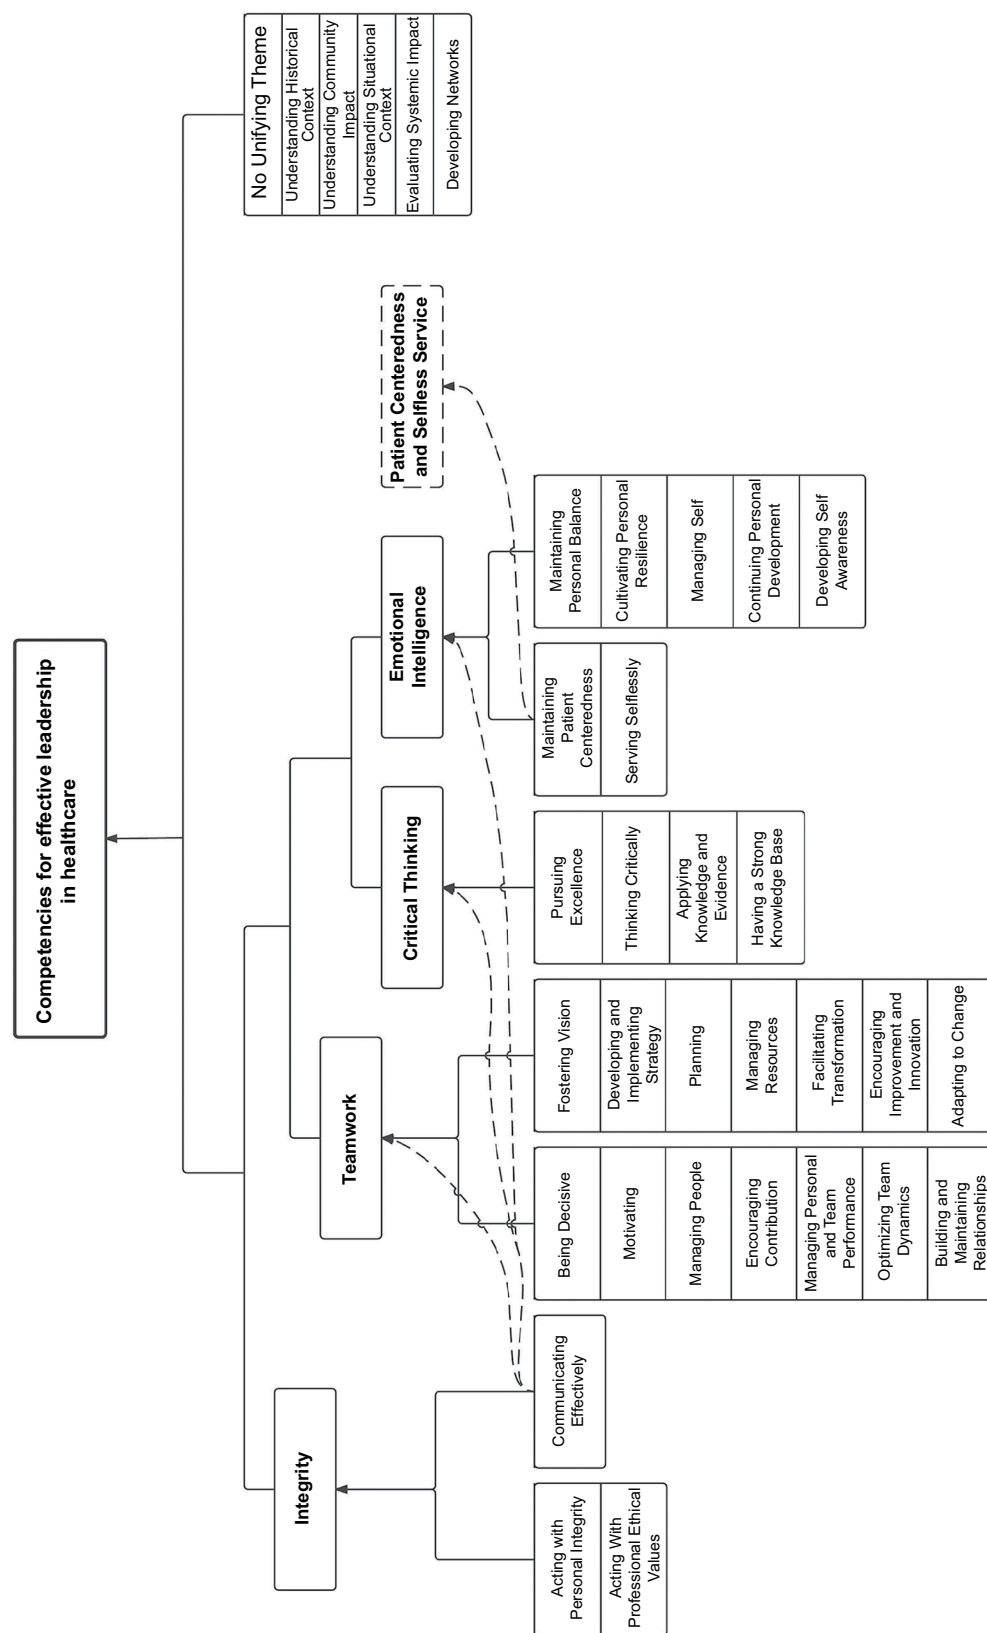 Competencies for effective leadership
in healthcare
Integrity
Teamwork
Critical Thinking
Emotional
Intelligence
Patient Centeredness
and Selfless Service
No Unifying Theme
Understanding Historical
Context
Understanding Community
Impact
Understanding Situational
Context
Evaluating Systemic Impact
Developing Networks
Acting with
Personal Integrity
Acting With
Professional Ethical
Values
Communicating
Effectively
Being Decisive
Motivating
Managing People
Encouraging
Contribution
Managing Personal
and Team
Performance
Optimizing Team
Dynamics
Building and
Maintaining
Relationships
Fostering Vision
Developing and
Implementing
Strategy
Planning
Managing
Resources
Facilitating
Transformation
Encouraging
Improvement and
Innovation
Adapting to Change
Pursuing
Excellence
Thinking Critically
Applying
Knowledge and
Evidence
Having a Strong
Knowledge Base
Maintaining
Patient
Centeredness
Serving Selflessly
Maintaining
Personal Balance
Cultivating Personal
Resilience
Managing Self
Continuing Personal
Development
Developing Self
Awareness